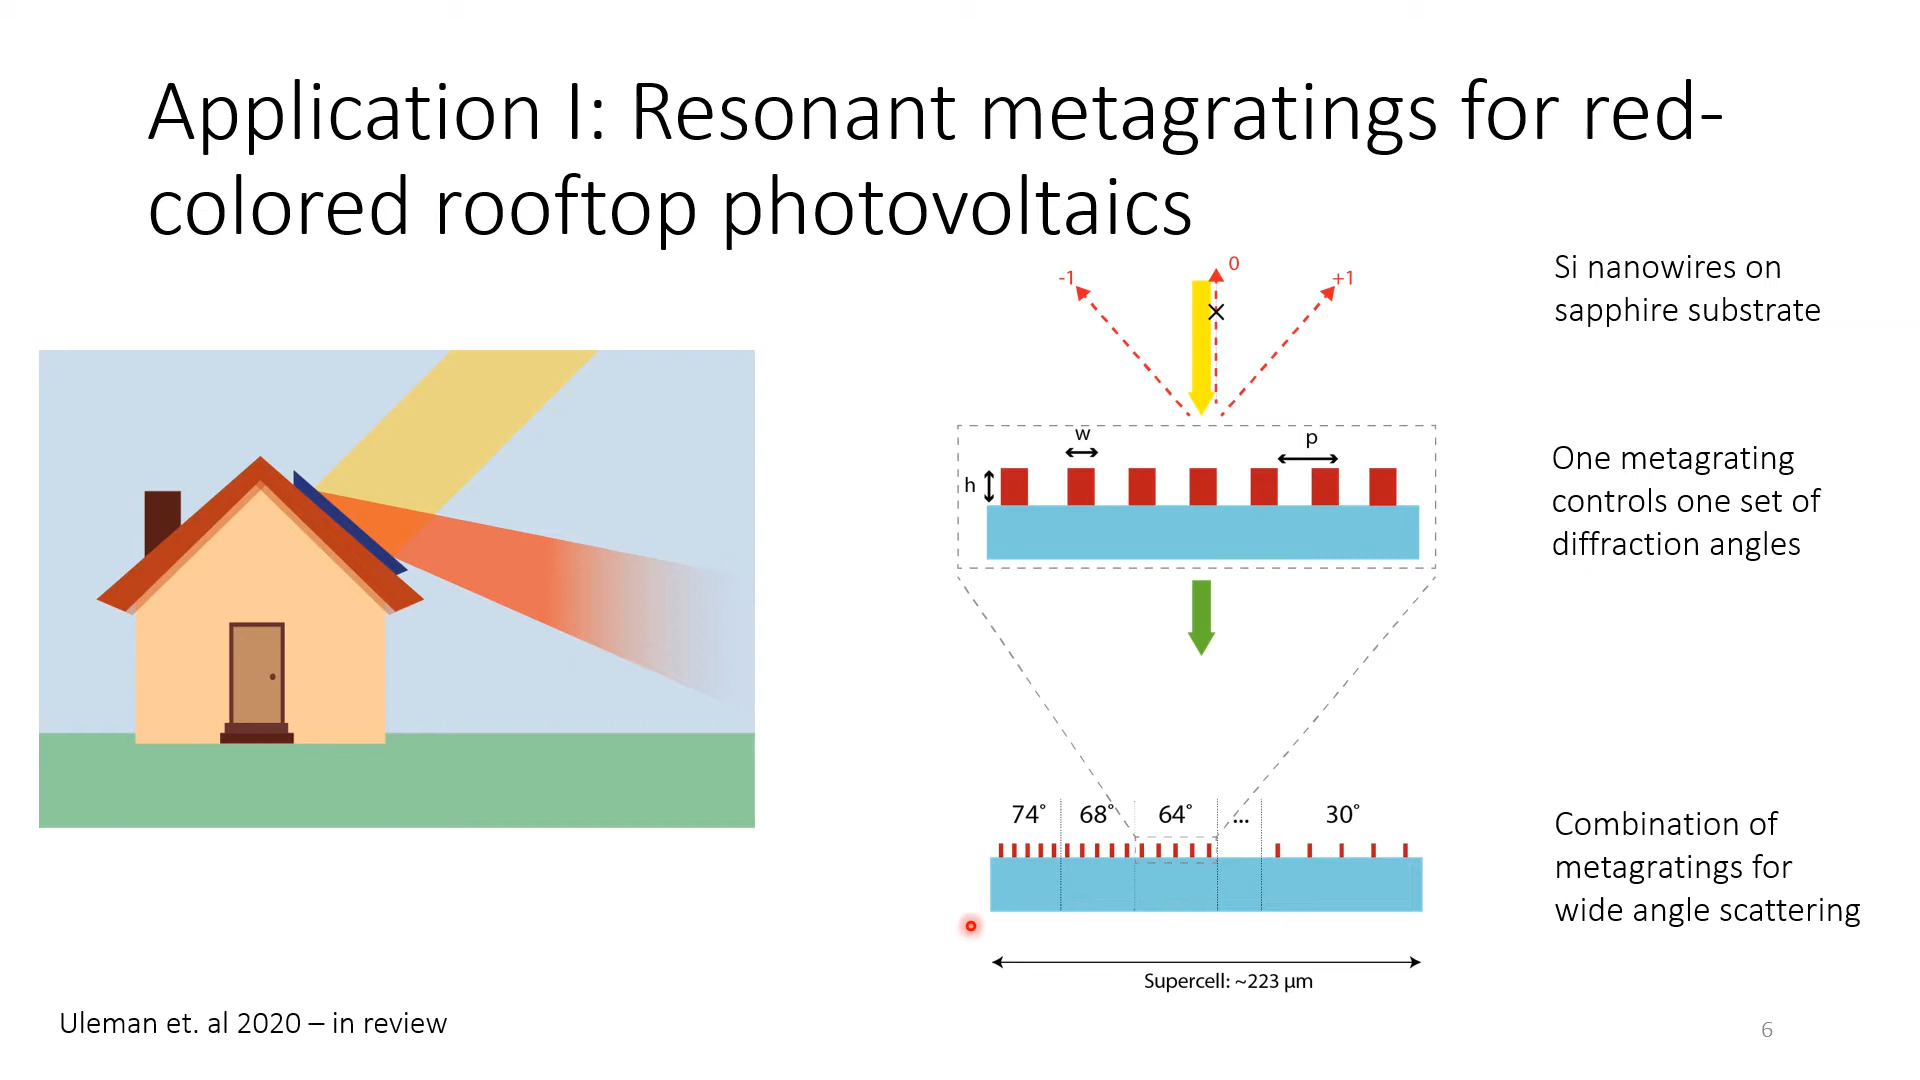 Application I: Resonant metagratings for red-
colored rooftop photovoltaics
-1
0
+1
Si nanowires on
sapphire substrate
w
p
h
One metagrating
controls one set of
diffraction angles
74° 68° 64° ... 30°
Combination of
metagratings for
wide angle scattering
Supercell: ~223 µm
Uleman et. al 2020 – in review
6